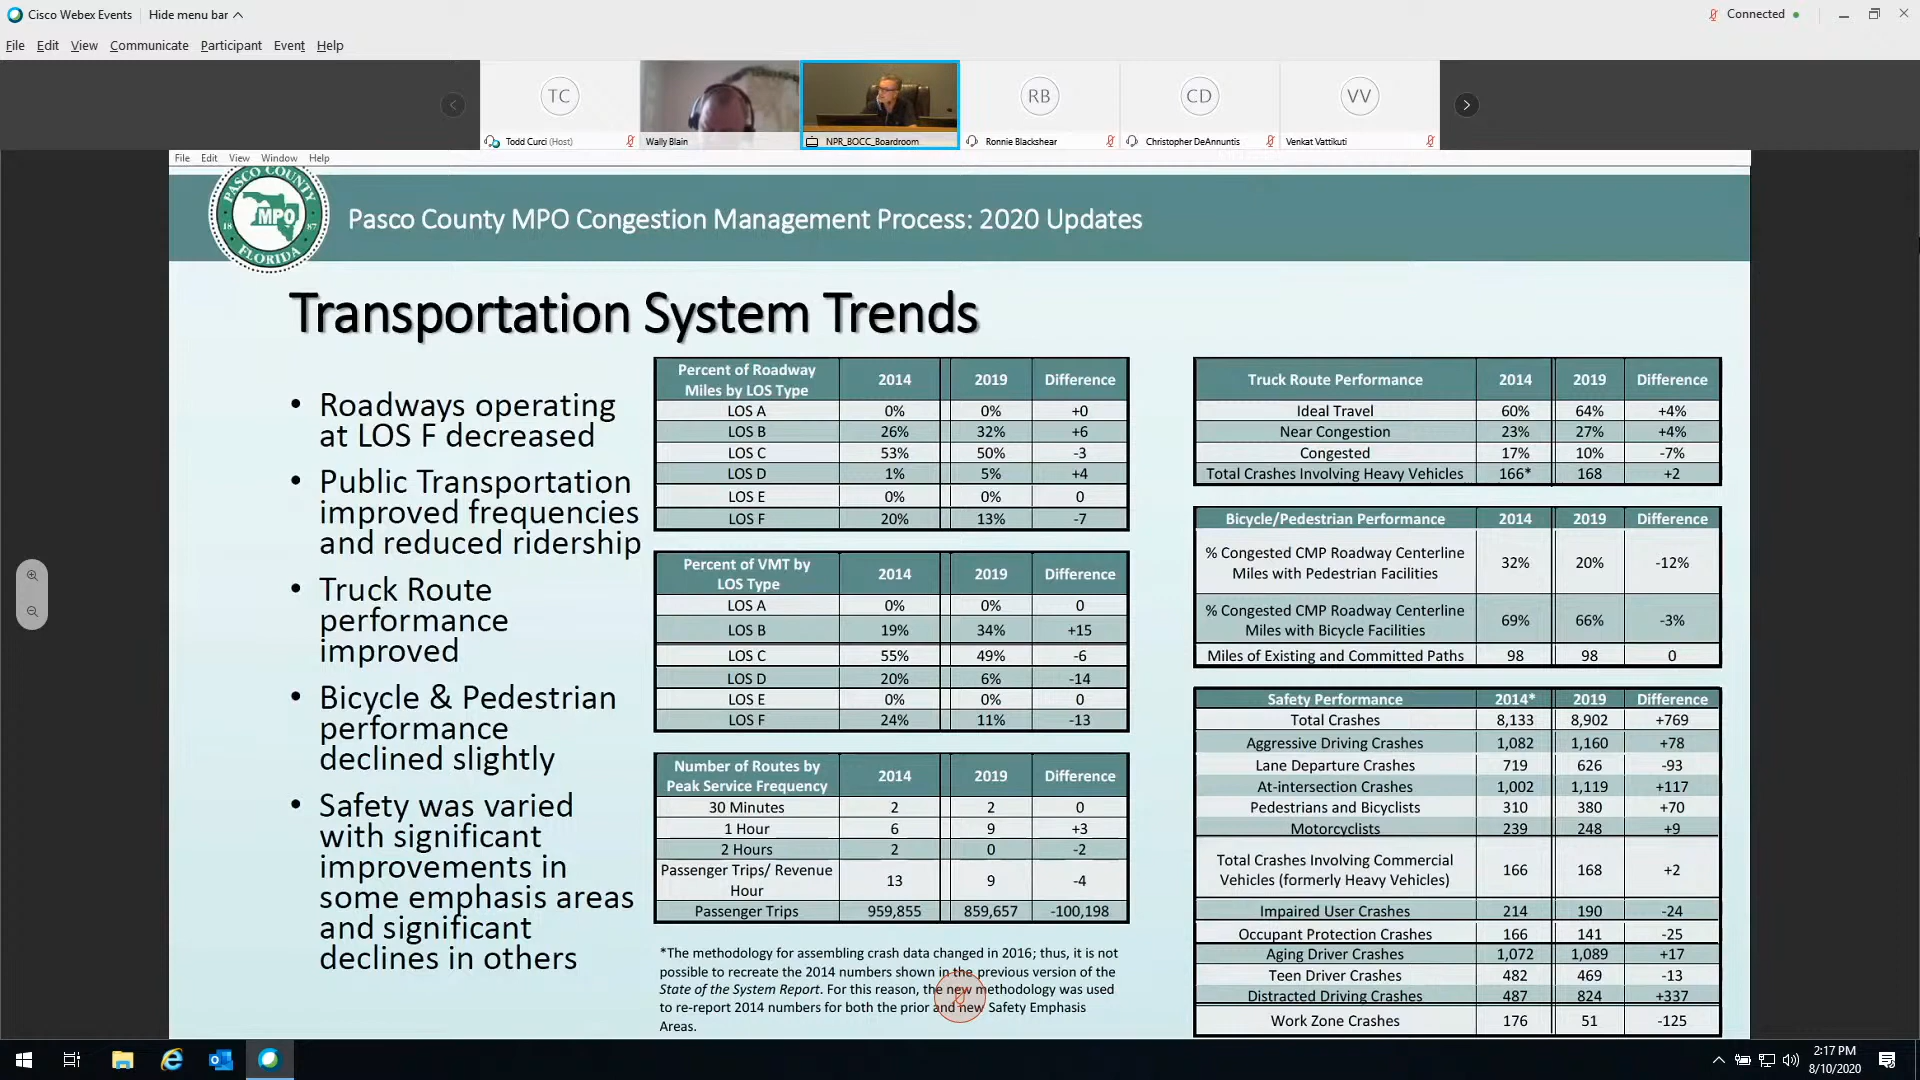 Cisco Webex Events
Hide menu bar
Connected
File Edit View Communicate Participant Event Help
TC
RB
CD
VV
Todd Curci (Host)
Wally Blain
NPR_BOCC_Boardroom
Ronnie Blackshear
Christopher DeAnnuntis
Venkat Vattikuti
File Edit View Window Help
PASCO COUNTY
MPO
18 87
FLORIDA
Pasco County MPO Congestion Management Process: 2020 Updates
Transportation System Trends
• Roadways operating
at LOS F decreased
• Public Transportation
improved frequencies
and reduced ridership
• Truck Route
performance
improved
• Bicycle & Pedestrian
performance
declined slightly
• Safety was varied
with significant
improvements in
some emphasis areas
and significant
declines in others
Percent of Roadway
Miles by LOS Type 2014 2019 Difference
LOS A 0% 0% +0
LOS B 26% 32% +6
LOS C 53% 50% -3
LOS D 1% 5% +4
LOS E 0% 0% 0
LOS F 20% 13% -7
Percent of VMT by
LOS Type 2014 2019 Difference
LOS A 0% 0% 0
LOS B 19% 34% +15
LOS C 55% 49% -6
LOS D 20% 6% -14
LOS E 0% 0% 0
LOS F 24% 11% -13
Number of Routes by
Peak Service Frequency 2014 2019 Difference
30 Minutes 2 2 0
1 Hour 6 9 +3
2 Hours 2 0 -2
Passenger Trips/ Revenue
Hour 13 9 -4
Passenger Trips 959,855 859,657 -100,198
*The methodology for assembling crash data changed in 2016; thus, it is not
possible to recreate the 2014 numbers shown in the previous version of the
State of the System Report. For this reason, the new methodology was used
to re-report 2014 numbers for both the prior and new Safety Emphasis
Areas.
Truck Route Performance 2014 2019 Difference
Ideal Travel 60% 64% +4%
Near Congestion 23% 27% +4%
Congested 17% 10% -7%
Total Crashes Involving Heavy Vehicles 166* 168 +2
Bicycle/Pedestrian Performance 2014 2019 Difference
% Congested CMP Roadway Centerline
Miles with Pedestrian Facilities 32% 20% -12%
% Congested CMP Roadway Centerline
Miles with Bicycle Facilities 69% 66% -3%
Miles of Existing and Committed Paths 98 98 0
Safety Performance 2014* 2019 Difference
Total Crashes 8,133 8,902 +769
Aggressive Driving Crashes 1,082 1,160 +78
Lane Departure Crashes 719 626 -93
At-intersection Crashes 1,002 1,119 +117
Pedestrians and Bicyclists 310 380 +70
Motorcyclists 239 248 +9
Total Crashes Involving Commercial
Vehicles (formerly Heavy Vehicles) 166 168 +2
Impaired User Crashes 214 190 -24
Occupant Protection Crashes 166 141 -25
Aging Driver Crashes 1,072 1,089 +17
Teen Driver Crashes 482 469 -13
Distracted Driving Crashes 487 824 +337
Work Zone Crashes 176 51 -125
2:17 PM
8/10/2020